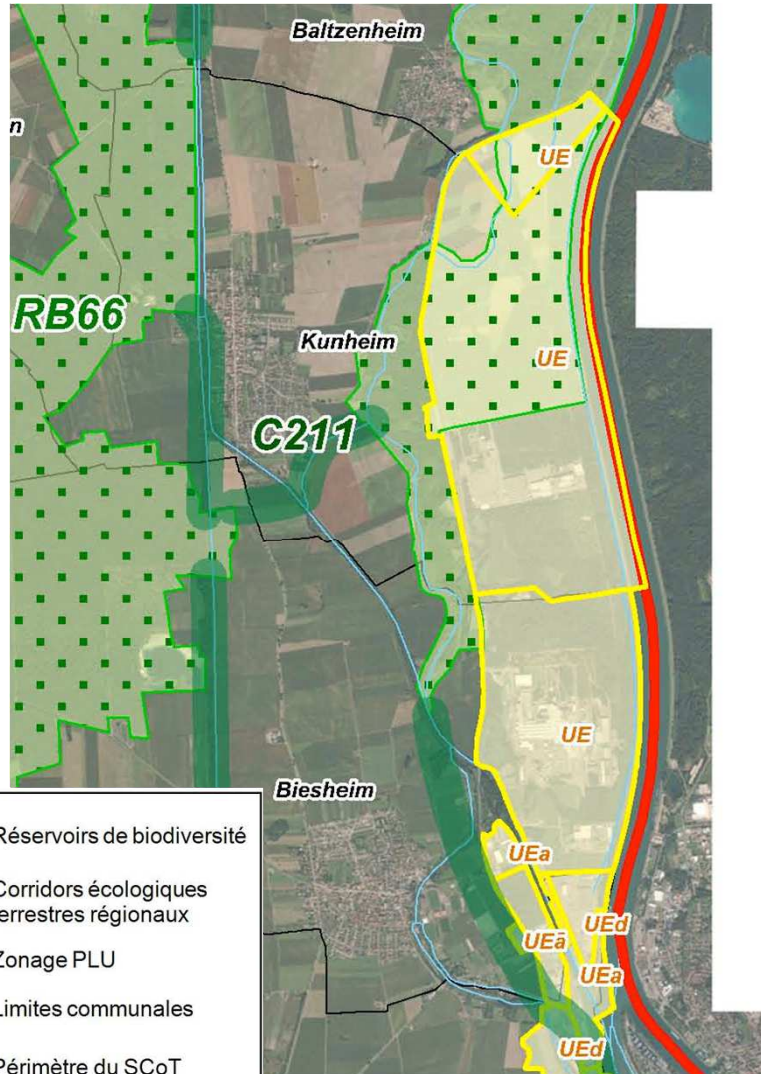 Baltzenheim
n
UE
RB66
Kunheim
UE
C211
UE
Biesheim
Réservoirs de biodiversité
UEa
Corridors écologiques
terrestres régionaux
UEd
UEa
Zonage PLU
UEa
Limites communales
UEd
Périmètre du SCoT